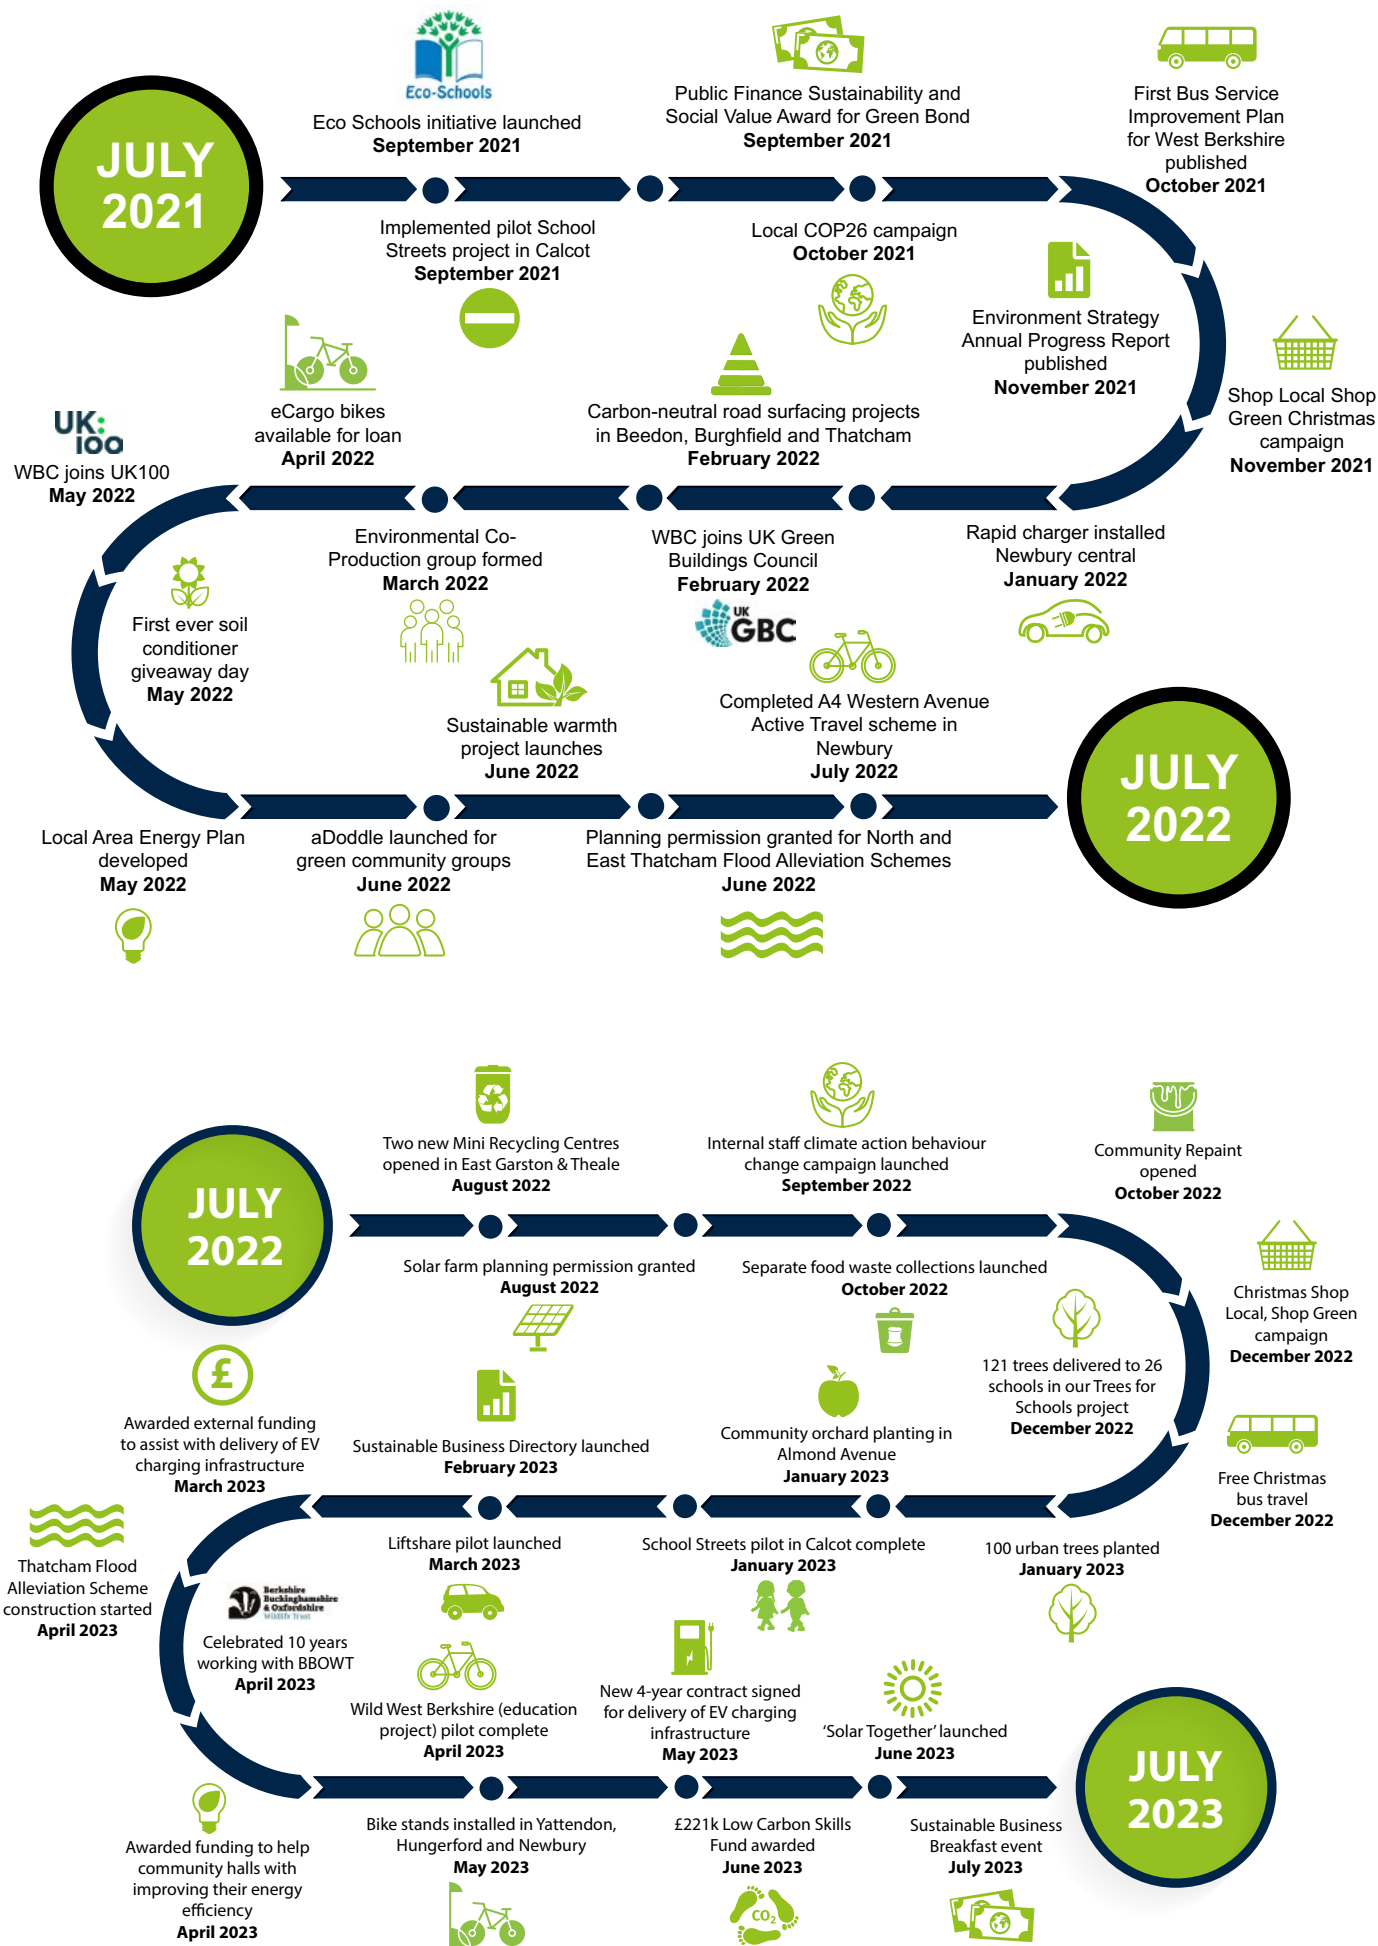 JULY
2021
Eco-Schools
Eco Schools initiative launched
September 2021
Public Finance Sustainability and
Social Value Award for Green Bond
September 2021
First Bus Service
Improvement Plan
for West Berkshire
published
October 2021
Implemented pilot School
Streets project in Calcot
September 2021
Local COP26 campaign
October 2021
Environment Strategy
Annual Progress Report
published
November 2021
Shop Local Shop
Green Christmas
campaign
November 2021
UK:
100
WBC joins UK100
May 2022
eCargo bikes
available for loan
April 2022
Carbon-neutral road surfacing projects
in Beedon, Burghfield and Thatcham
February 2022
Environmental Co-
Production group formed
March 2022
WBC joins UK Green
Buildings Council
February 2022
UK
GBC
Rapid charger installed
Newbury central
January 2022
First ever soil
conditioner
giveaway day
May 2022
Sustainable warmth
project launches
June 2022
Completed A4 Western Avenue
Active Travel scheme in
Newbury
July 2022
JULY
2022
Local Area Energy Plan
developed
May 2022
aDoddle launched for
green community groups
June 2022
Planning permission granted for North and
East Thatcham Flood Alleviation Schemes
June 2022
JULY
2022
Two new Mini Recycling Centres
opened in East Garston & Theale
August 2022
Internal staff climate action behaviour
change campaign launched
September 2022
Community Repaint
opened
October 2022
Solar farm planning permission granted
August 2022
Separate food waste collections launched
October 2022
Christmas Shop
Local, Shop Green
campaign
December 2022
121 trees delivered to 26
schools in our Trees for
Schools project
December 2022
£
Awarded external funding
to assist with delivery of EV
charging infrastructure
March 2023
Sustainable Business Directory launched
February 2023
Community orchard planting in
Almond Avenue
January 2023
Free Christmas
bus travel
December 2022
Thatcham Flood
Alleviation Scheme
construction started
April 2023
Liftshare pilot launched
March 2023
School Streets pilot in Calcot complete
January 2023
100 urban trees planted
January 2023
Berkshire
Buckinghamshire
& Oxfordshire
Wildlife Trust
Celebrated 10 years
working with BBOWT
April 2023
Wild West Berkshire (education
project) pilot complete
April 2023
New 4-year contract signed
for delivery of EV charging
infrastructure
May 2023
‘Solar Together’ launched
June 2023
JULY
2023
Awarded funding to help
community halls with
improving their energy
efficiency
April 2023
Bike stands installed in Yattendon,
Hungerford and Newbury
May 2023
£221k Low Carbon Skills
Fund awarded
June 2023
CO2
Sustainable Business
Breakfast event
July 2023